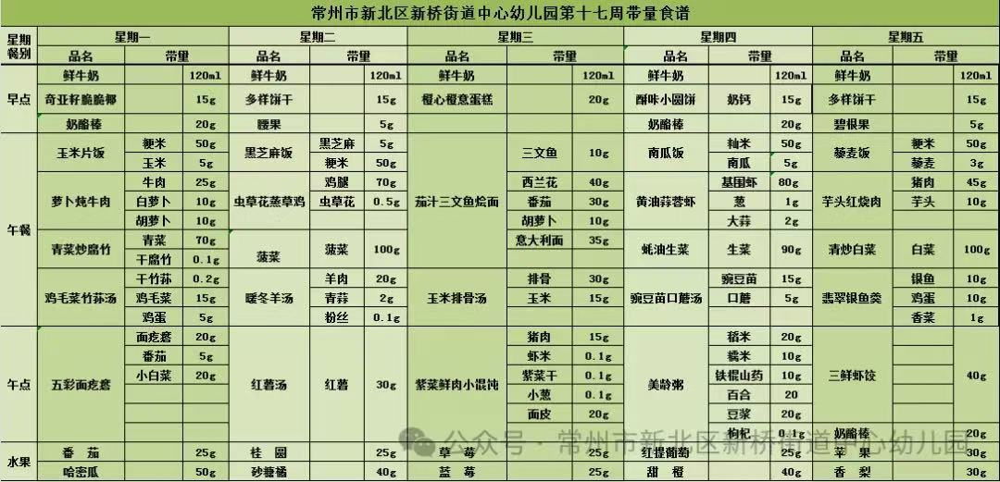 常州市新北区新桥街道中心幼儿园第十七周带量食谱
星期 星期一 星期二 星期三 星期四 星期五
餐别 品名 带量 品名 带量 品名 带量 品名 带量 品名 带量
早点 鲜牛奶 120ml 鲜牛奶 120ml 鲜牛奶 120ml 鲜牛奶 120ml 鲜牛奶 120ml
奇亚籽脆脆椰 15g 多样饼干 15g 橙心橙意蛋糕 20g 酥味小圆饼 奶钙 15g 多样饼干 15g
奶酪棒 20g 腰果 5g 奶酪棒 20g 碧根果 5g
午餐 玉米片饭 粳米 50g 黑芝麻饭 黑芝麻 5g 茄汁三文鱼烩面 三文鱼 10g 南瓜饭 籼米 50g 藜麦饭 粳米 50g
玉米 5g 粳米 50g 南瓜 5g 藜麦 3g
萝卜炖牛肉 牛肉 25g 虫草花蒸草鸡 鸡腿 70g 西兰花 40g 黄油蒜蓉虾 基围虾 80g 芋头红烧肉 猪肉 45g
白萝卜 10g 虫草花 0.5g 番茄 30g 葱 1g 芋头 10g
胡萝卜 10g 胡萝卜 10g 大蒜 2g
青菜炒腐竹 青菜 70g 菠菜 菠菜 100g 意大利面 35g 蚝油生菜 生菜 90g 清炒白菜 白菜 100g
干腐竹 0.1g
鸡毛菜竹荪汤 干竹荪 0.2g 暖冬羊汤 羊肉 20g 玉米排骨汤 排骨 30g 豌豆苗口蘑汤 豌豆苗 15g 翡翠银鱼羹 银鱼 10g
鸡毛菜 15g 青蒜 2g 玉米 15g 口蘑 5g 鸡蛋 10g
鸡蛋 5g 粉丝 0.1g 香菜 1g
午点 五彩面疙瘩 面疙瘩 20g 红薯汤 红薯 30g 紫菜鲜肉小混沌 猪肉 15g 美龄粥 稻米 20g 三鲜虾饺 40g
番茄 5g 虾米 0.1g 糯米 10g
小白菜 20g 紫菜干 0.1g 铁棍山药 10g
小葱 0.1g 百合 20
面皮 20g 豆浆 20g
枸杞 0.1g 奶酪棒 20g
水果 番茄 25g 桂圆 25g 草莓 25g 红提葡萄 25g 苹果 30g
哈密瓜 50g 砂糖橘 40g 蓝莓 25g 甜橙 40g 香梨 30g
公众号·常州市新北区新桥街道中心幼儿园